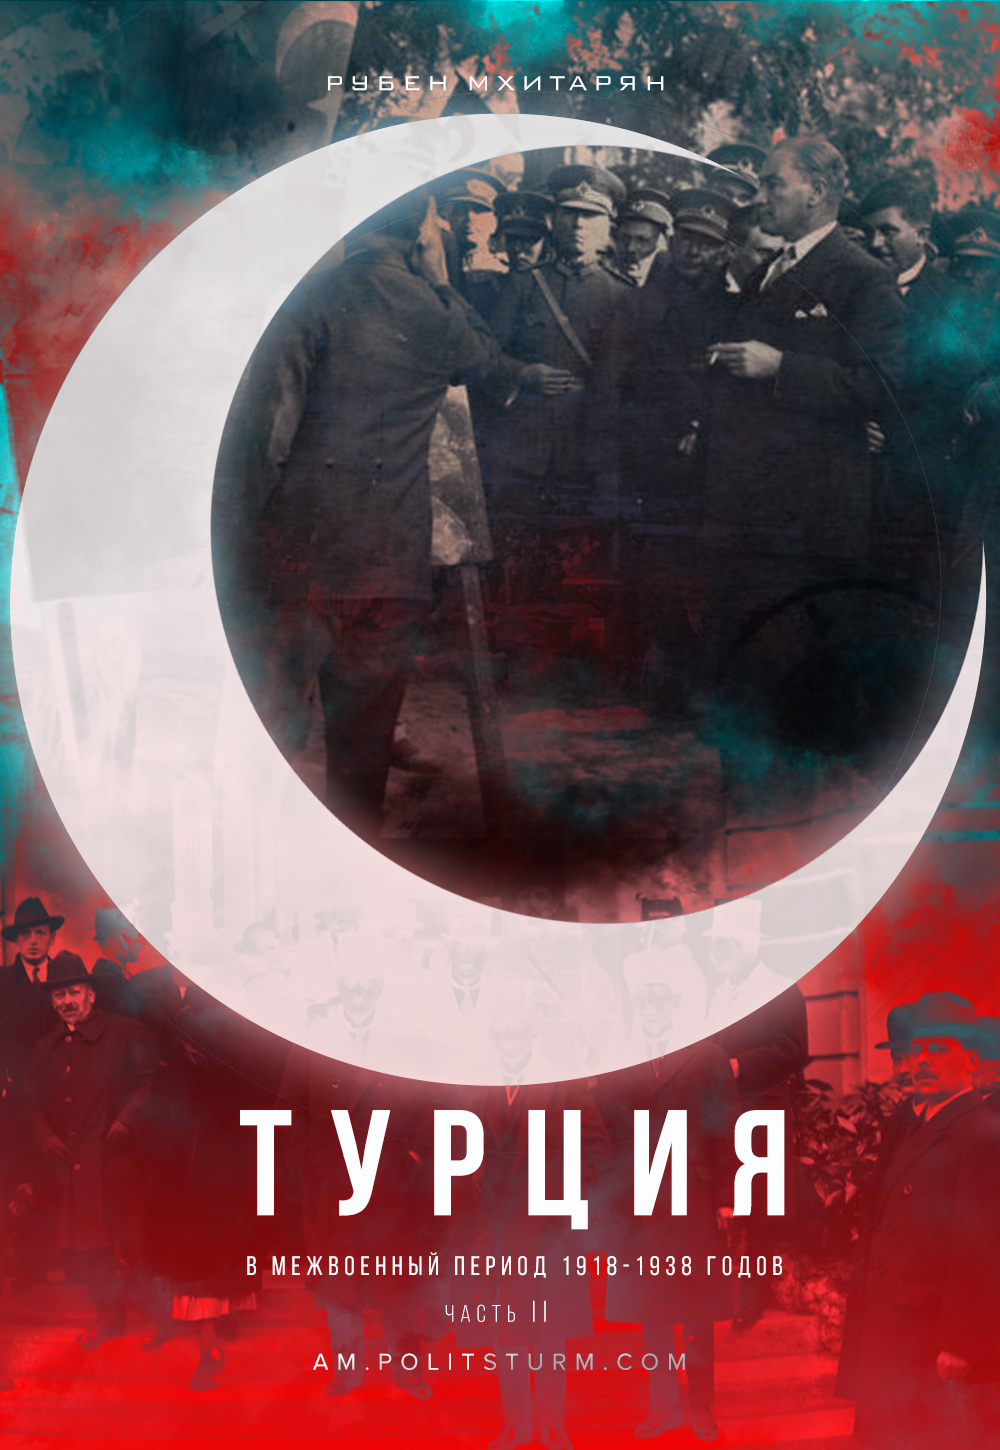 РУБЕН МХИТАРЯН
ТУРЦИЯ
В МЕЖВОЕННЫЙ ПЕРИОД 1918-1938 ГОДОВ
ЧАСТЬ II
AM.POLITSTURM.COM